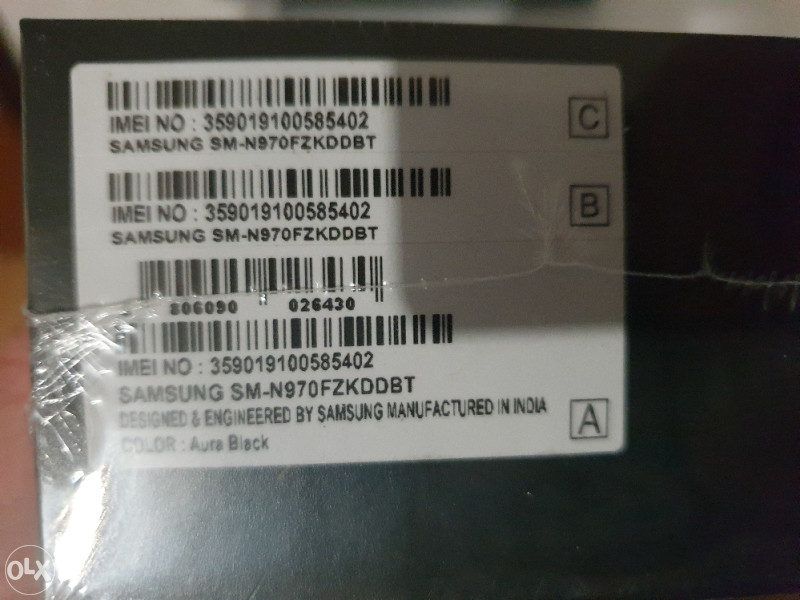 IMEI NO : 359019100585402
SAMSUNG SM-N970FZKDDBT
C
IMEI NO : 359019100585402
SAMSUNG SM-N970FZKDDBT
B
806090 026430
IMEI NO : 359019100585402
SAMSUNG SM-N970FZKDDBT
DESIGNED & ENGINEERED BY SAMSUNG MANUFACTURED IN INDIA
COLOR : Aura Black
A
OLX